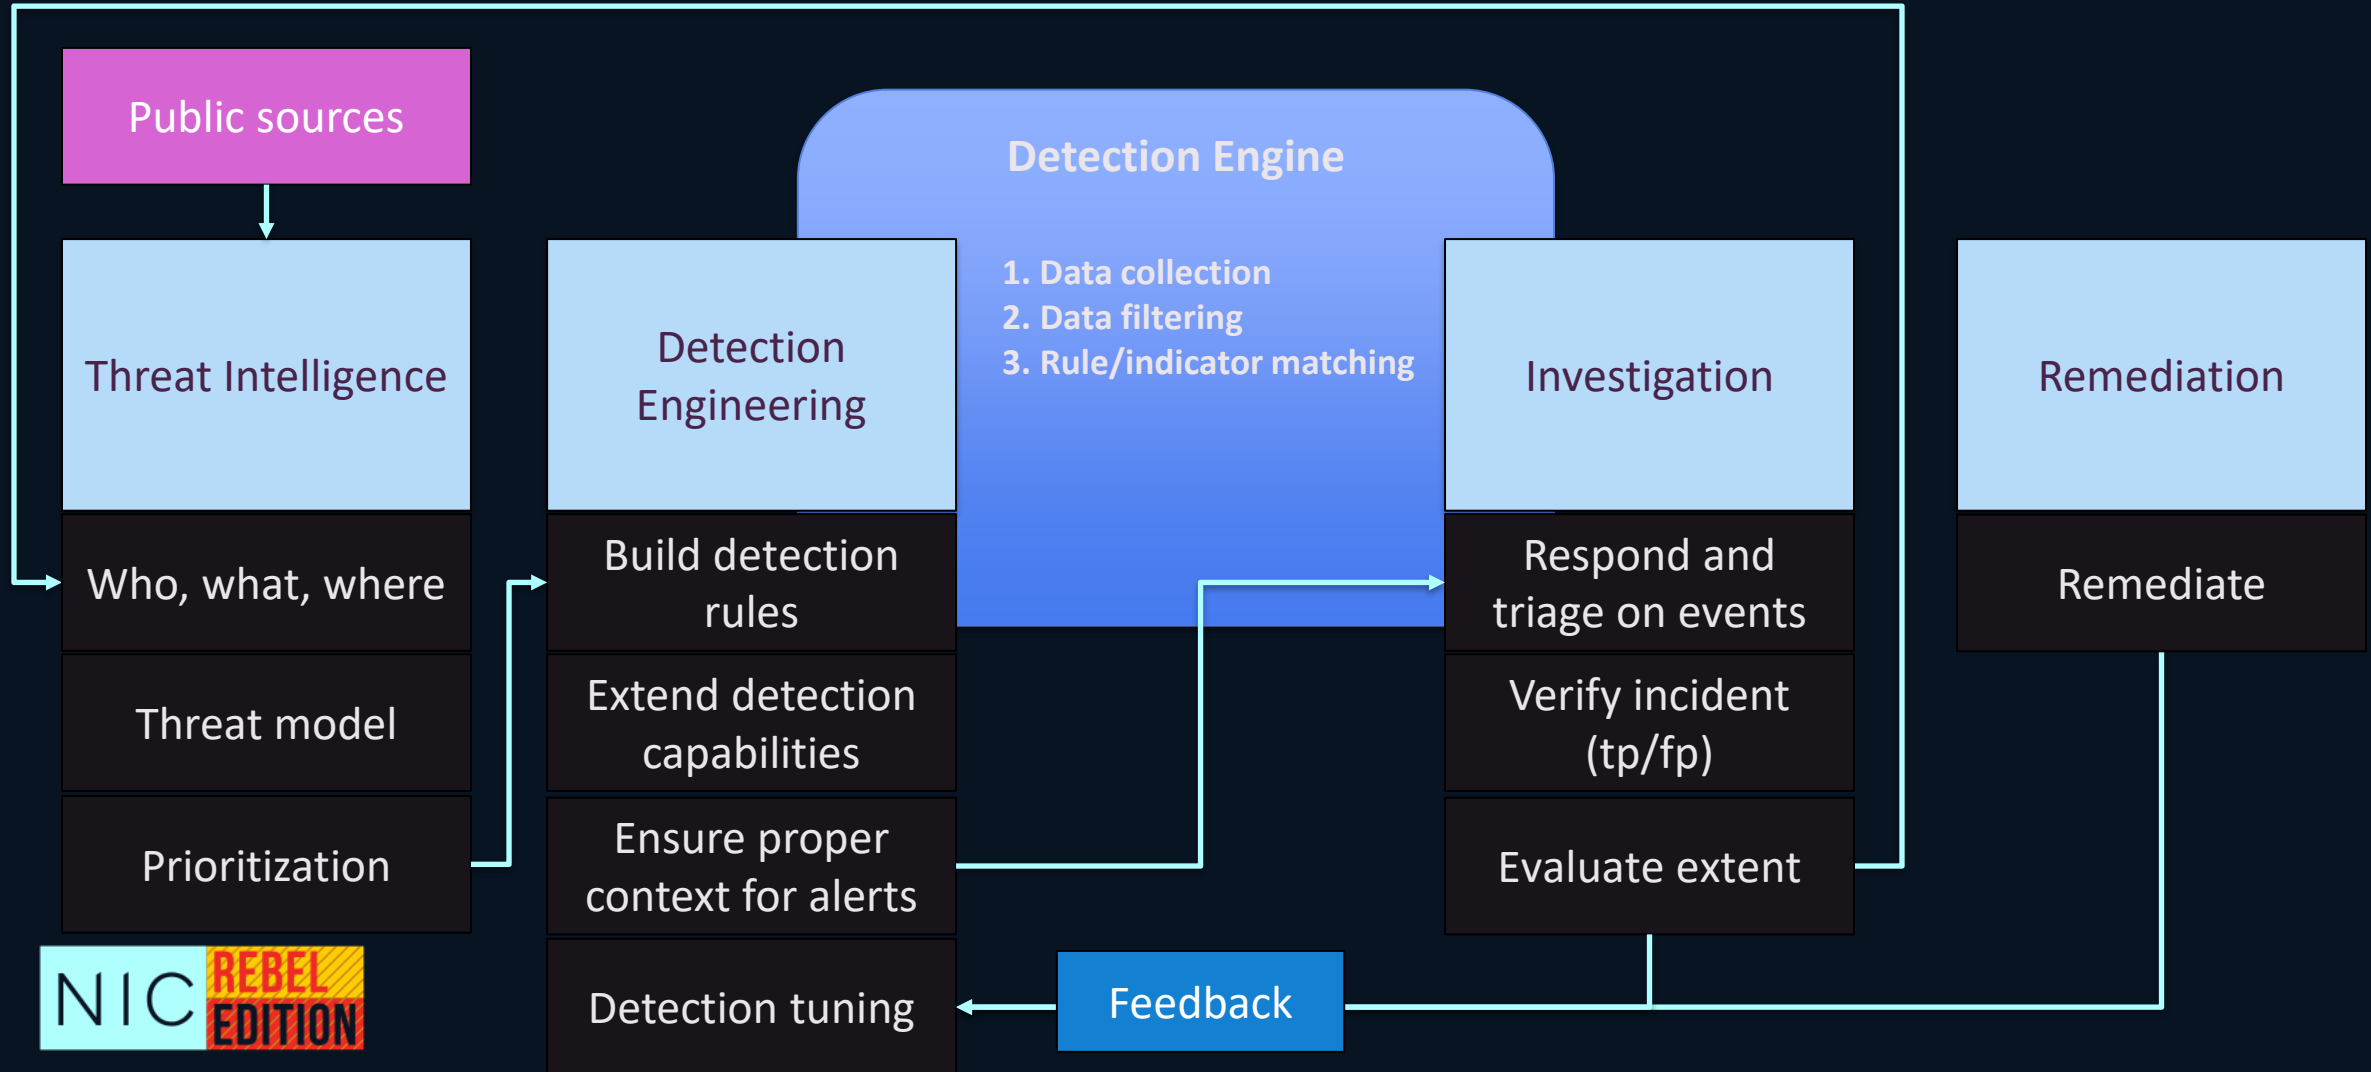 Public sources
Threat Intelligence
Who, what, where
Threat model
Prioritization
Detection
Engineering
Build detection
rules
Extend detection
capabilities
Ensure proper
context for alerts
Detection tuning
Detection Engine
1. Data collection
2. Data filtering
3. Rule/indicator matching
Investigation
Respond and
triage on events
Verify incident
(tp/fp)
Evaluate extent
Remediation
Remediate
Feedback
NIC
REBEL
EDITION